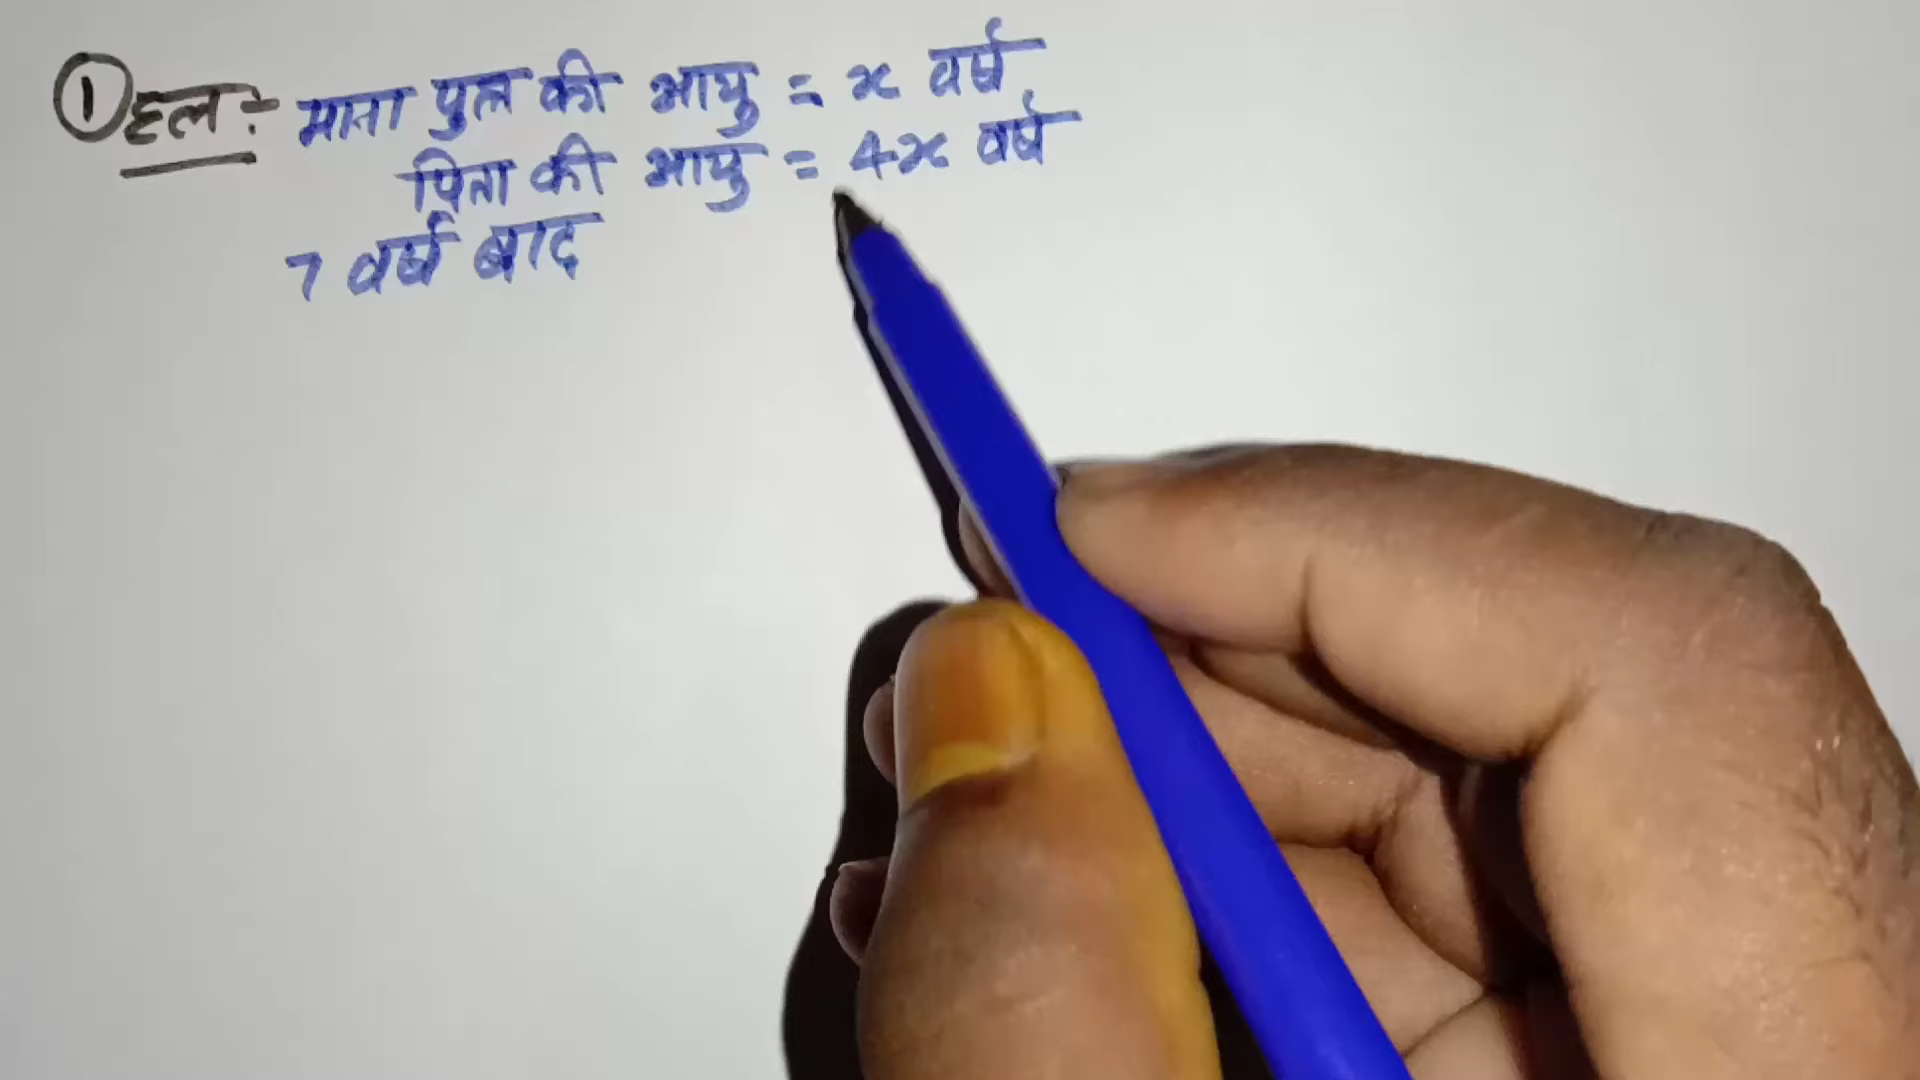 ① हल :- माना पुत्र की आयु = x वर्ष
पिता की आयु = 4x वर्ष
7 वर्ष बाद